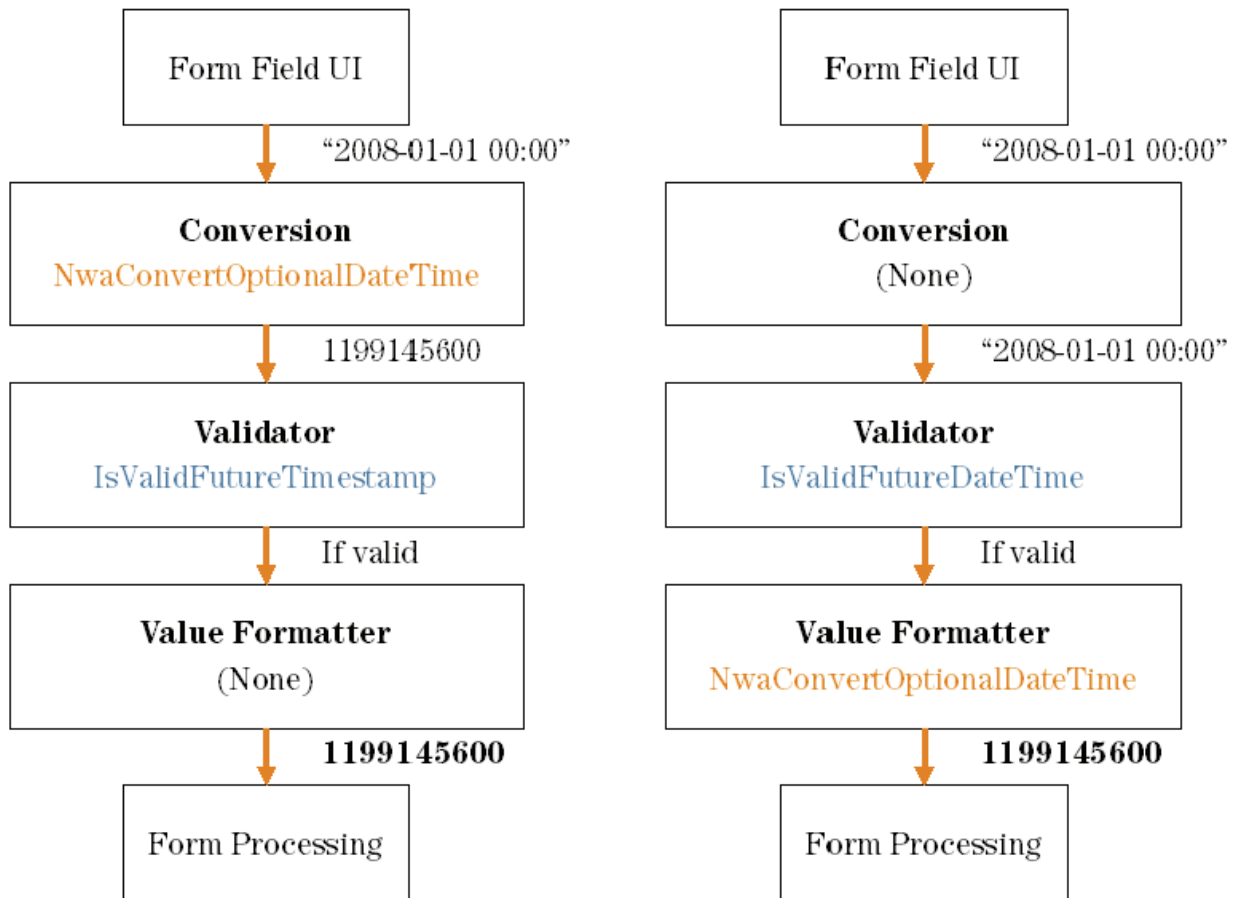 Form Field UI
“2008-01-01 00:00”
Conversion
NwaConvertOptionalDateTime
1199145600
Validator
IsValidFutureTimestamp
If valid
Value Formatter
(None)
1199145600
Form Processing
Form Field UI
“2008-01-01 00:00”
Conversion
(None)
“2008-01-01 00:00”
Validator
IsValidFutureDateTime
If valid
Value Formatter
NwaConvertOptionalDateTime
1199145600
Form Processing